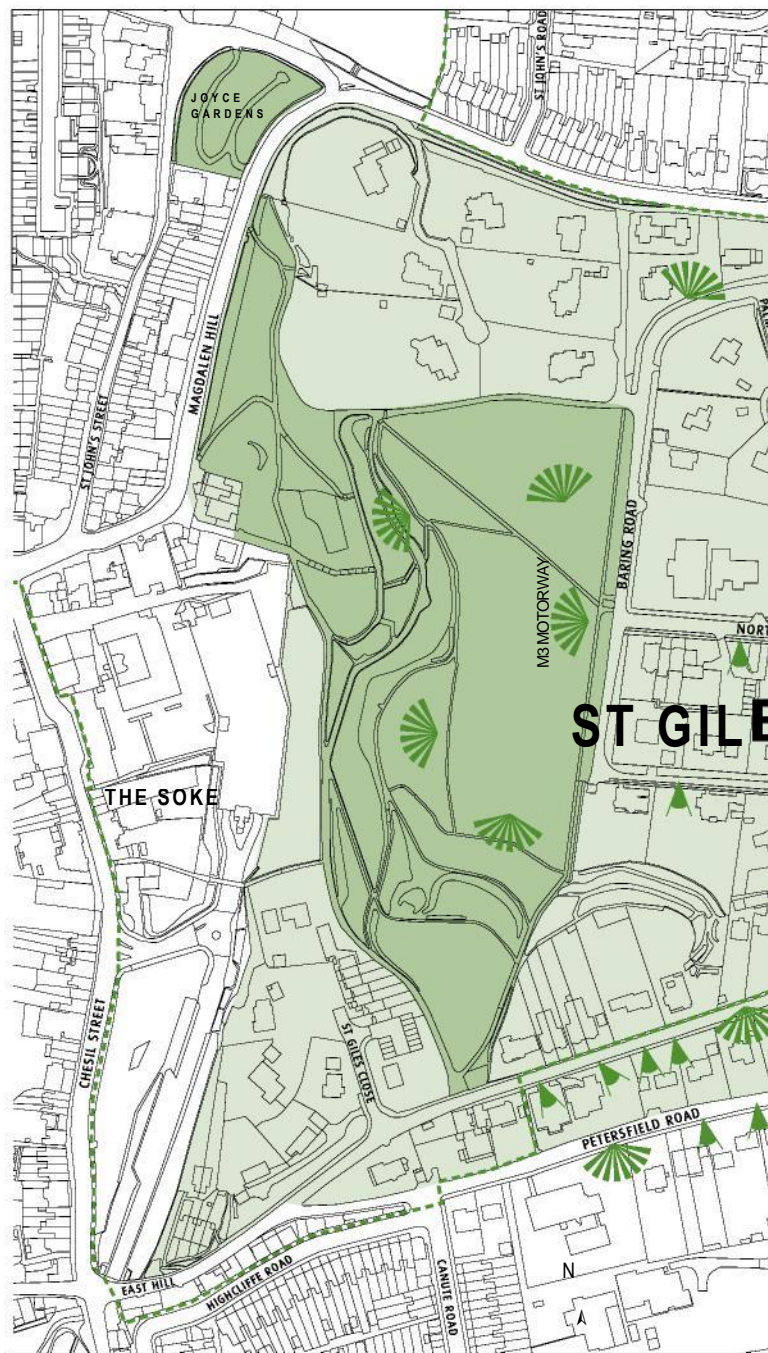 JOYCE
GARDENS
ST JOHN'S ROAD
MAGDALEN HILL
ST JOHN'S STREET
BARING ROAD
M3 MOTORWAY
NORT
ST GILE
THE SOKE
CHESIL STREET
ST GILES CLOSE
PETERSFIELD ROAD
EAST HILL
HIGHCLIFFE ROAD
CANUTE ROAD
N